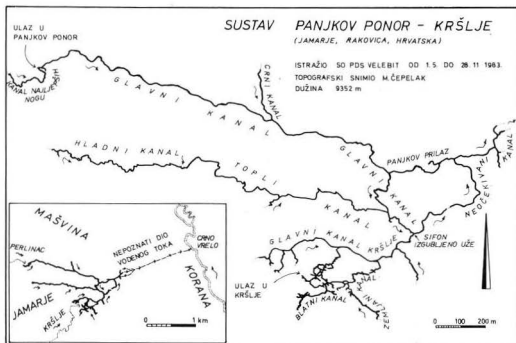 SUSTAV PANJKOV PONOR - KRŠLJE
(JAMARJE, RAKOVICA, HRVATSKA)
ISTRAŽIO SO PDS VELEBIT OD 1.5. DO 28.11 1983.
TOPOGRAFSKI SNIMIO M. ČEPELAK
DUŽINA 9352 m
ULAZ U
PANJKOV PONOR
KANAL NAJLJEPŠIH
NOGU
GLAVNI KANAL
CRNI KANAL
GLAVNI KANAL
PANJKOV PRILAZ
NEOČEKIVANI
KANAL
HLADNI KANAL
TOPLI KANAL
SIFON
IZGUBLJENO UŽE
GLAVNI KANAL KRŠLJE
ULAZ U
KRŠLJE
BLATNI KANAL
ZEMLJANI
KANAL
0 100 200 m
MAŠVINA
PERLINAC
NEPOZNATI DIO
VODENOG TOKA
CRNO
VRELO
KORANA
JAMARJE
KRŠLJE
0 1 km